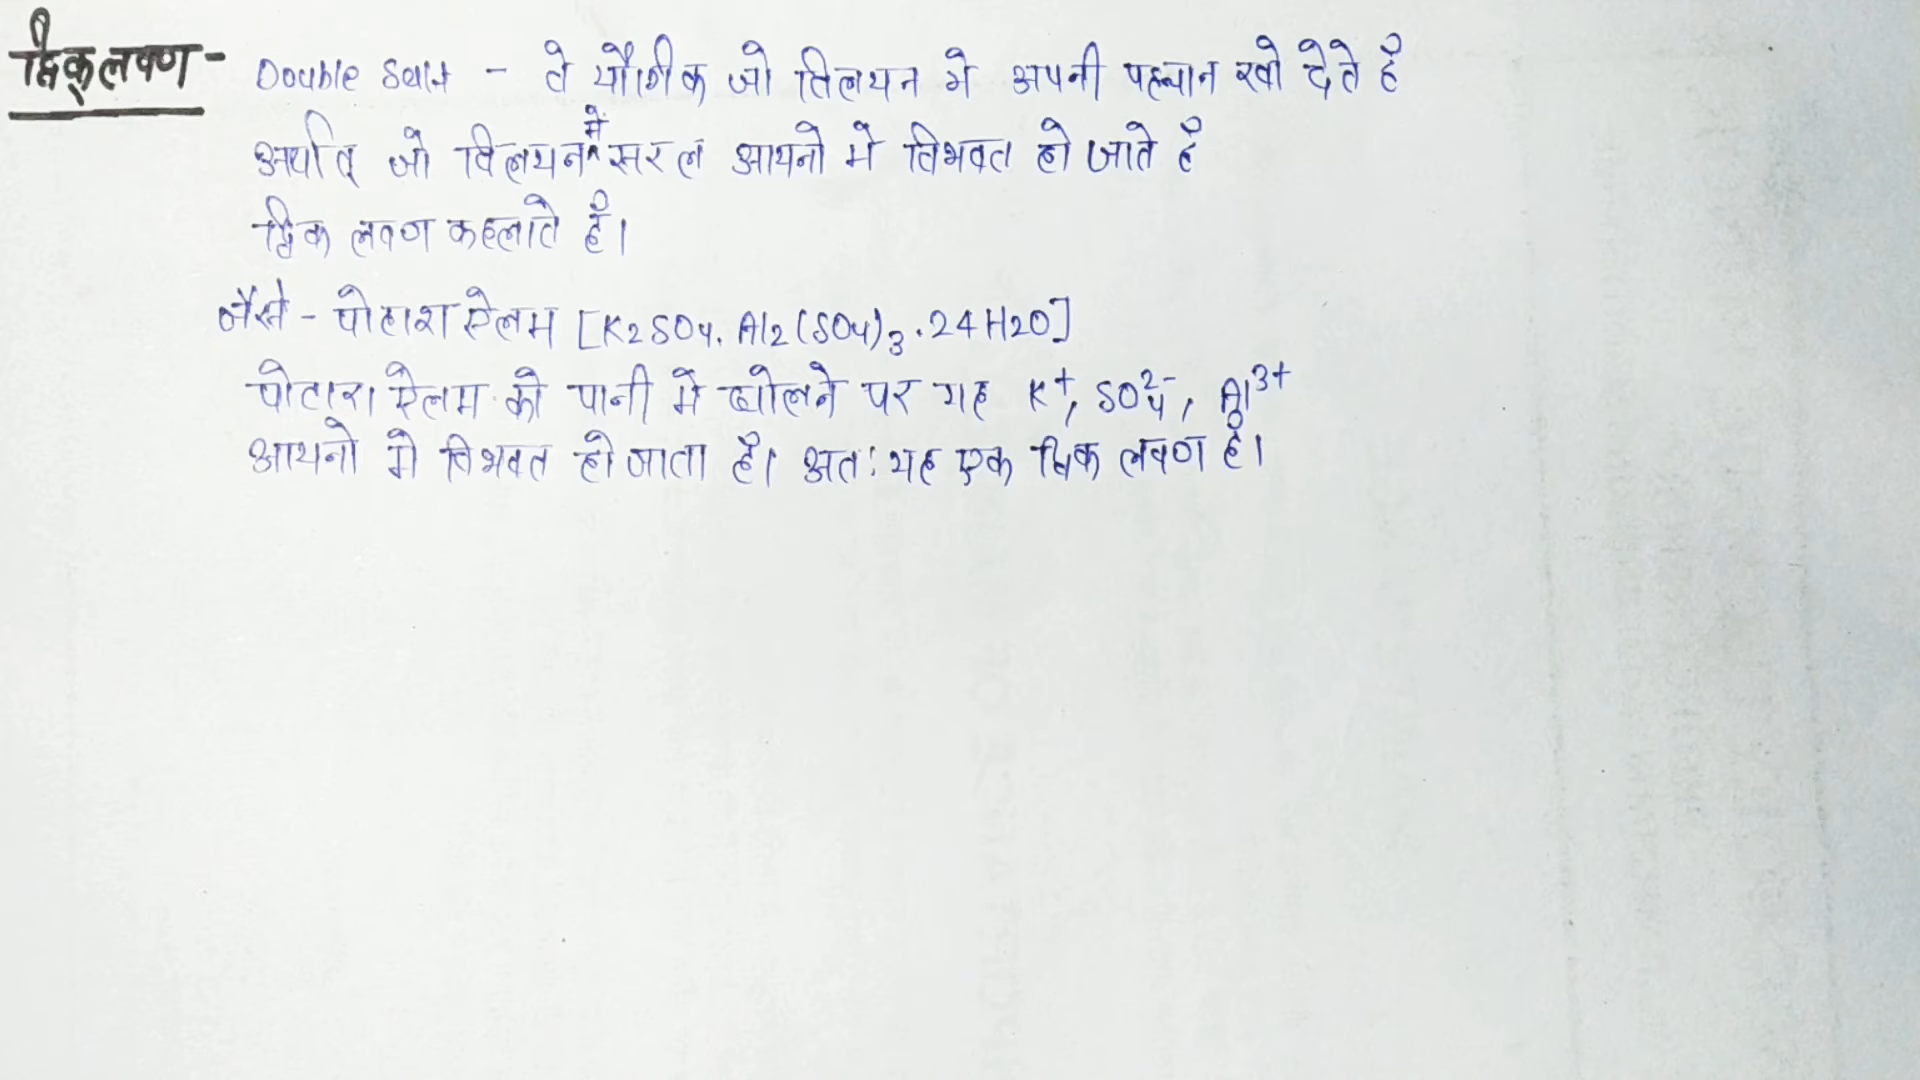 द्विक् लवण - Double Salt - वे यौगिक जो विलयन मे अपनी पहचान खो देते है
अर्थात् जो विलयन में सरल आयनो मे विभक्त हो जाते है
द्विक लवण कहलाते है।
जैसे - पोटाश ऐलम [K2SO4. Al2(SO4)3.24H2O]
पोटाश ऐलम को पानी मे घोलने पर यह K⁺, SO₄²⁻, Al³⁺
आयनो मे विभक्त हो जाता है। अत: यह एक द्विक लवण है।